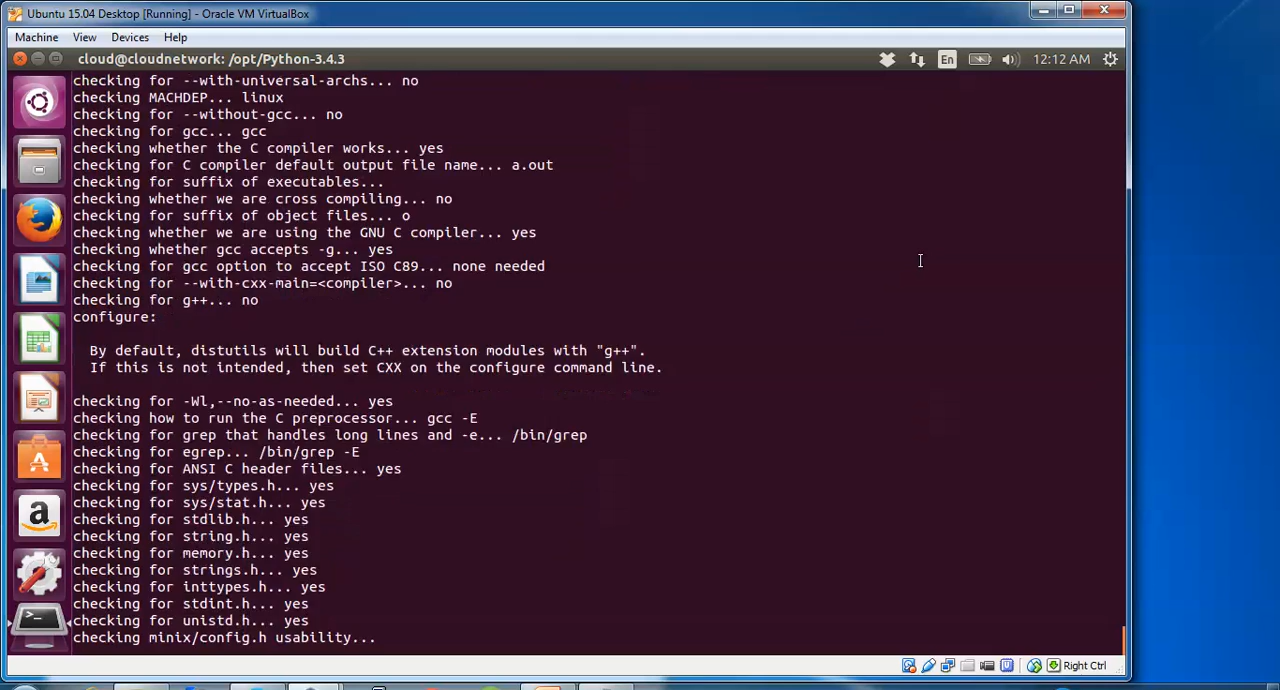 Ubuntu 15.04 Desktop [Running] - Oracle VM VirtualBox
Machine View Devices Help
cloud@cloudnetwork: /opt/Python-3.4.3 En 12:12 AM
checking for --with-universal-archs... no
checking MACHDEP... linux
checking for --without-gcc... no
checking for gcc... gcc
checking whether the C compiler works... yes
checking for C compiler default output file name... a.out
checking for suffix of executables...
checking whether we are cross compiling... no
checking for suffix of object files... o
checking whether we are using the GNU C compiler... yes
checking whether gcc accepts -g... yes
checking for gcc option to accept ISO C89... none needed
checking for --with-cxx-main=<compiler>... no
checking for g++... no
configure:
By default, distutils will build C++ extension modules with "g++".
If this is not intended, then set CXX on the configure command line.
checking for -Wl,--no-as-needed... yes
checking how to run the C preprocessor... gcc -E
checking for grep that handles long lines and -e... /bin/grep
checking for egrep... /bin/grep -E
checking for ANSI C header files... yes
checking for sys/types.h... yes
checking for sys/stat.h... yes
checking for stdlib.h... yes
checking for string.h... yes
checking for memory.h... yes
checking for strings.h... yes
checking for inttypes.h... yes
checking for stdint.h... yes
checking for unistd.h... yes
checking minix/config.h usability...
Right Ctrl